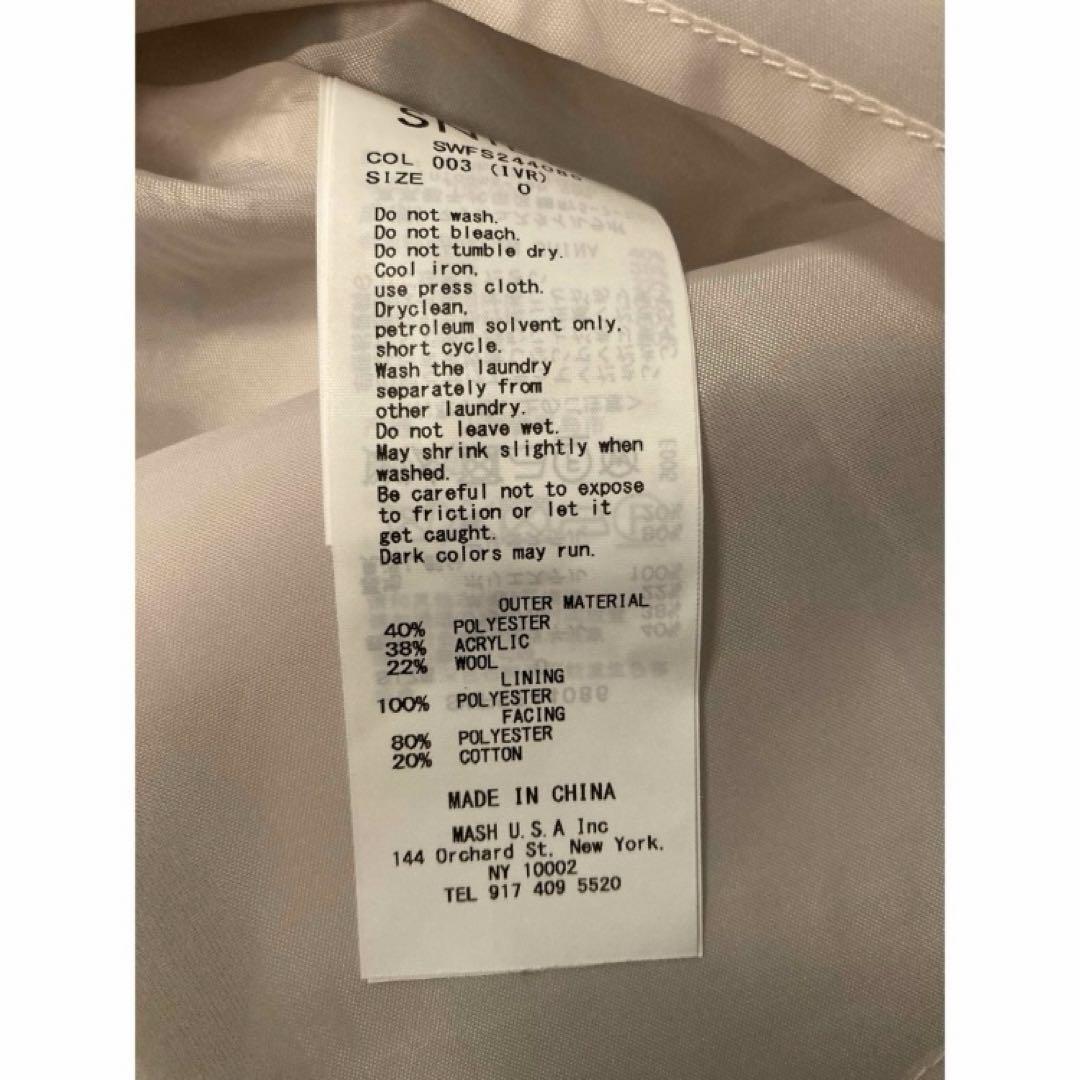 COL 003 (IVR)
SIZE 0
Do not wash.
Do not bleach.
Do not tumble dry.
Cool iron,
use press cloth.
Dryclean,
petroleum solvent only,
short cycle.
Wash the laundry
separately from
other laundry.
Do not leave wet.
May shrink slightly when
washed.
Be careful not to expose
to friction or let it
get caught.
Dark colors may run.
OUTER MATERIAL
40% POLYESTER
38% ACRYLIC
22% WOOL
LINING
100% POLYESTER
FACING
80% POLYESTER
20% COTTON
MADE IN CHINA
MASH U.S.A Inc
144 Orchard St, New York,
NY 10002
TEL 917 409 5520